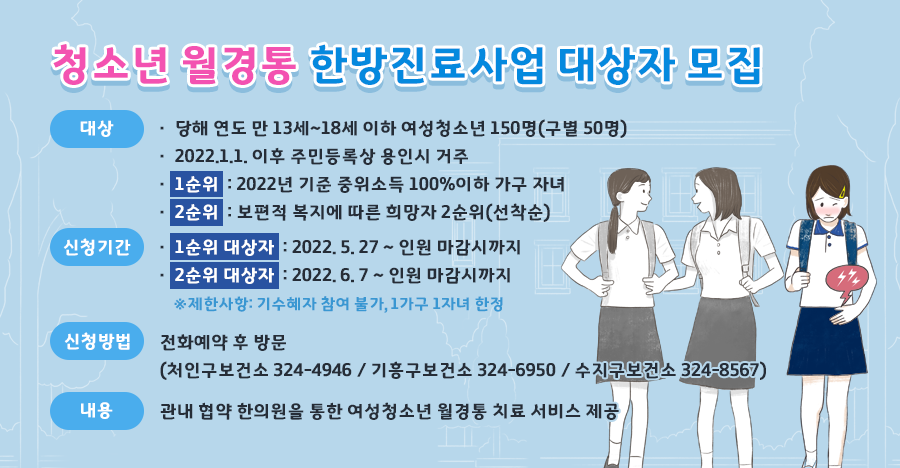 청소년 월경통 한방진료사업 대상자 모집
대상
· 당해 연도 만 13세~18세 이하 여성청소년 150명(구별 50명)
· 2022.1.1. 이후 주민등록상 용인시 거주
· 1순위 : 2022년 기준 중위소득 100%이하 가구 자녀
· 2순위 : 보편적 복지에 따른 희망자 2순위(선착순)
신청기간
· 1순위 대상자 : 2022. 5. 27 ~ 인원 마감시까지
· 2순위 대상자 : 2022. 6. 7 ~ 인원 마감시까지
※제한사항: 기수혜자 참여 불가, 1가구 1자녀 한정
신청방법
전화예약 후 방문
(처인구보건소 324-4946 / 기흥구보건소 324-6950 / 수지구보건소 324-8567)
내용
관내 협약 한의원을 통한 여성청소년 월경통 치료 서비스 제공